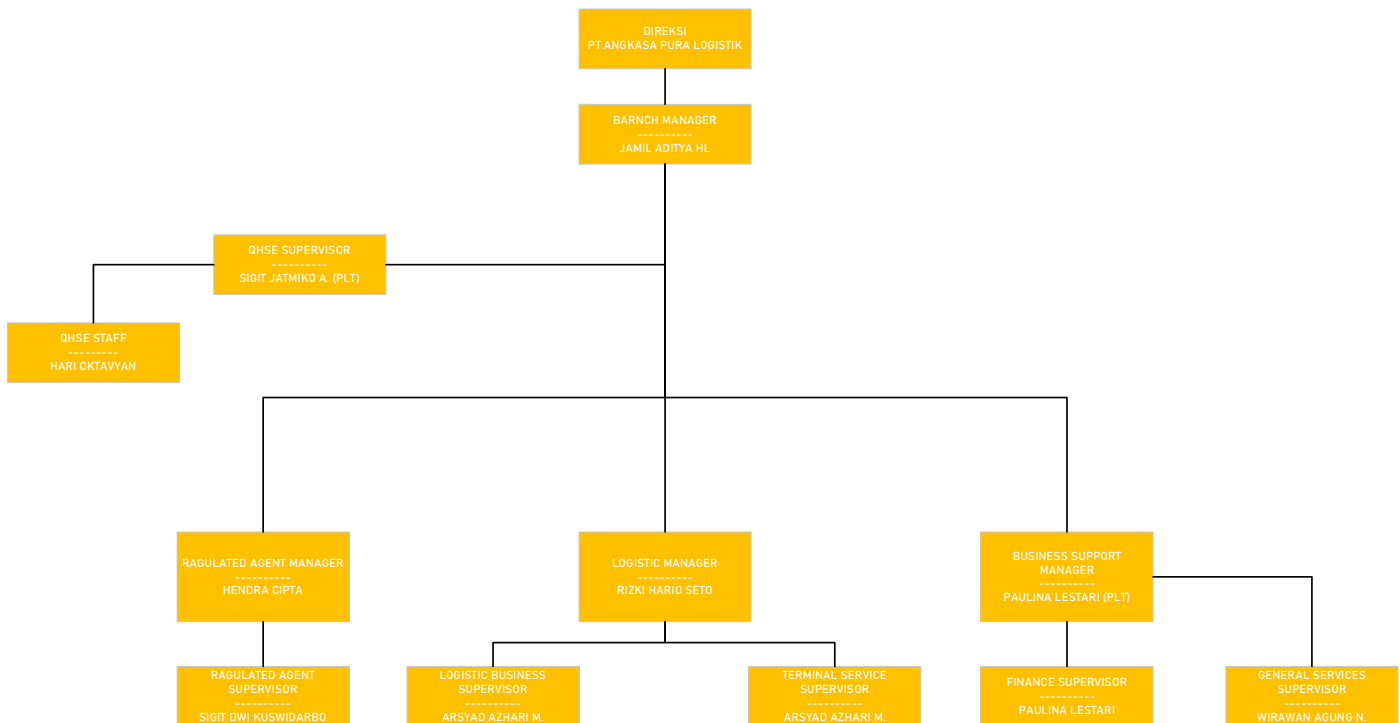 DIREKSI
PT ANGKASA PURA LOGISTIK
BARNCH MANAGER
----------
JAMIL ADITYA HL
QHSE SUPERVISOR
----------
SIGIT JATMIKO A. (PLT)
QHSE STAFF
---------
HARI OKTAVYAN
RAGULATED AGENT MANAGER
----------
HENDRA CIPTA
LOGISTIC MANAGER
----------
RIZKI HARIO SETO
BUSINESS SUPPORT
MANAGER
----------
PAULINA LESTARI (PLT)
RAGULATED AGENT
SUPERVISOR
----------
SIGIT DWI KUSWIDARBO
LOGISTIC BUSINESS
SUPERVISOR
----------
ARSYAD AZHARI M.
TERMINAL SERVICE
SUPERVISOR
----------
ARSYAD AZHARI M.
FINANCE SUPERVISOR
----------
PAULINA LESTARI
GENERAL SERVICES
SUPERVISOR
----------
WIRAWAN AGUNG N.